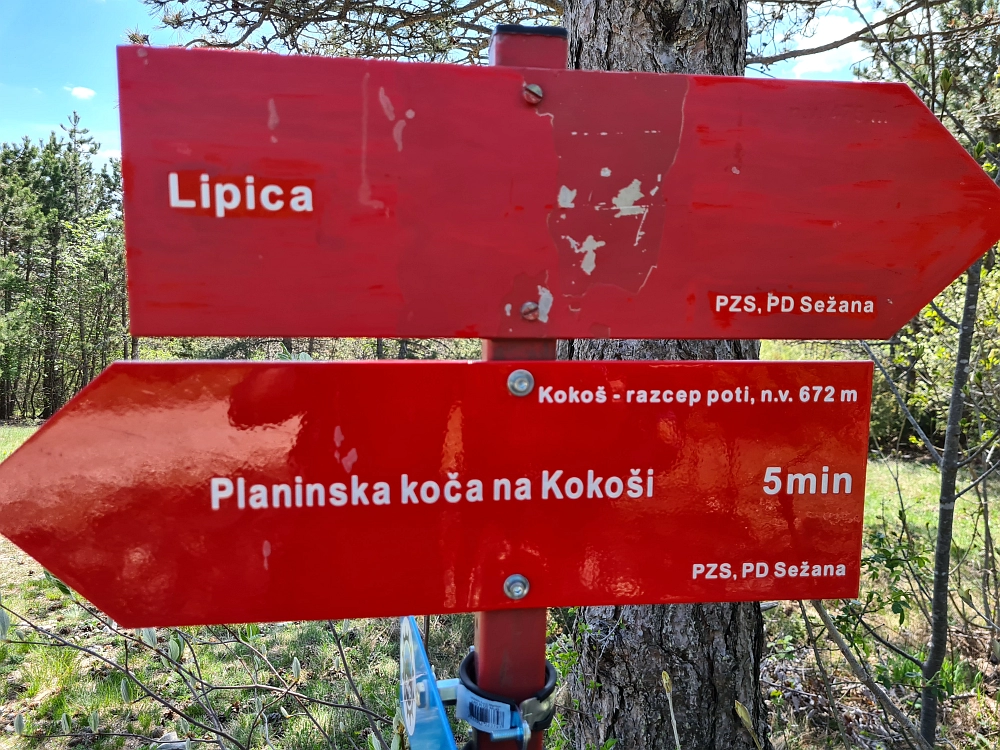 Lipica
PZS, PD Sežana
Kokoš - razcep poti, n.v. 672 m
Planinska koča na Kokoši 5min
PZS, PD Sežana